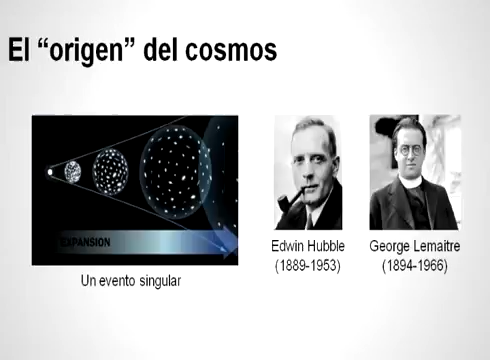 El “origen” del cosmos
EXPANSION
Un evento singular
Edwin Hubble
(1889-1953)
George Lemaitre
(1894-1966)